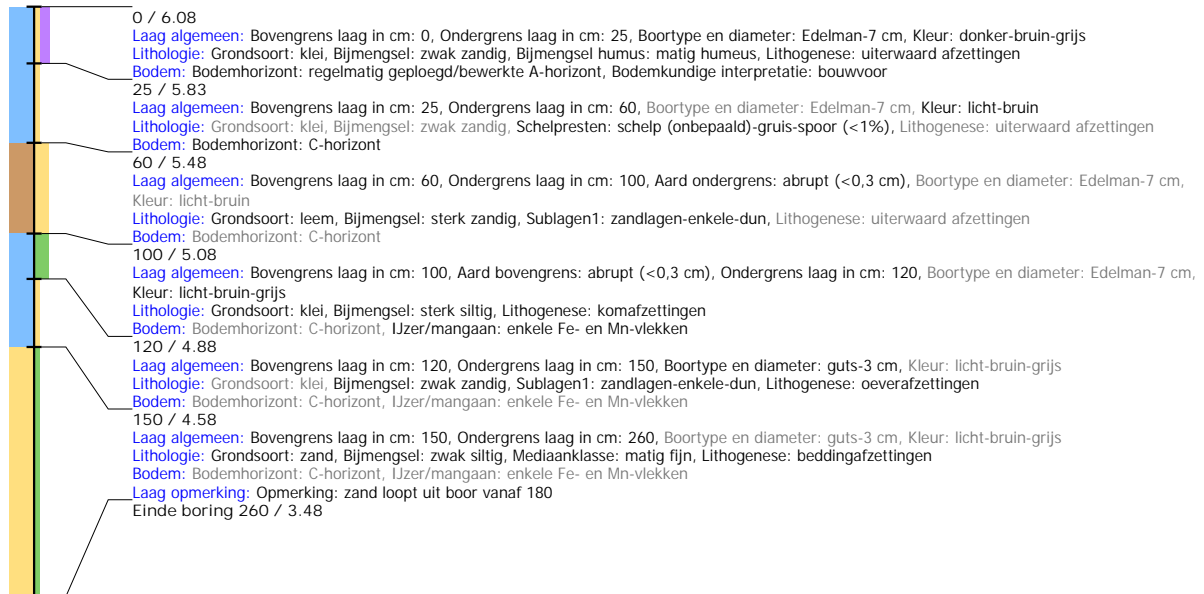 0 / 6.08
Laag algemeen: Bovengrens laag in cm: 0, Ondergrens laag in cm: 25, Boortype en diameter: Edelman-7 cm, Kleur: donker-bruin-grijs
Lithologie: Grondsoort: klei, Bijmengsel: zwak zandig, Bijmengsel humus: matig humeus, Lithogenese: uiterwaard afzettingen
Bodem: Bodemhorizont: regelmatig geploegd/bewerkte A-horizont, Bodemkundige interpretatie: bouwvoor
25 / 5.83
Laag algemeen: Bovengrens laag in cm: 25, Ondergrens laag in cm: 60, Boortype en diameter: Edelman-7 cm, Kleur: licht-bruin
Lithologie: Grondsoort: klei, Bijmengsel: zwak zandig, Schelpresten: schelp (onbepaald)-gruis-spoor (<1%), Lithogenese: uiterwaard afzettingen
Bodem: Bodemhorizont: C-horizont
60 / 5.48
Laag algemeen: Bovengrens laag in cm: 60, Ondergrens laag in cm: 100, Aard ondergrens: abrupt (<0,3 cm), Boortype en diameter: Edelman-7 cm,
Kleur: licht-bruin
Lithologie: Grondsoort: leem, Bijmengsel: sterk zandig, Sublagen1: zandlagen-enkele-dun, Lithogenese: uiterwaard afzettingen
Bodem: Bodemhorizont: C-horizont
100 / 5.08
Laag algemeen: Bovengrens laag in cm: 100, Aard bovengrens: abrupt (<0,3 cm), Ondergrens laag in cm: 120, Boortype en diameter: Edelman-7 cm,
Kleur: licht-bruin-grijs
Lithologie: Grondsoort: klei, Bijmengsel: sterk siltig, Lithogenese: komafzettingen
Bodem: Bodemhorizont: C-horizont, IJzer/mangaan: enkele Fe- en Mn-vlekken
120 / 4.88
Laag algemeen: Bovengrens laag in cm: 120, Ondergrens laag in cm: 150, Boortype en diameter: guts-3 cm, Kleur: licht-bruin-grijs
Lithologie: Grondsoort: klei, Bijmengsel: zwak zandig, Sublagen1: zandlagen-enkele-dun, Lithogenese: oeverafzettingen
Bodem: Bodemhorizont: C-horizont, IJzer/mangaan: enkele Fe- en Mn-vlekken
150 / 4.58
Laag algemeen: Bovengrens laag in cm: 150, Ondergrens laag in cm: 260, Boortype en diameter: guts-3 cm, Kleur: licht-bruin-grijs
Lithologie: Grondsoort: zand, Bijmengsel: zwak siltig, Mediaanklasse: matig fijn, Lithogenese: beddingafzettingen
Bodem: Bodemhorizont: C-horizont, IJzer/mangaan: enkele Fe- en Mn-vlekken
Laag opmerking: Opmerking: zand loopt uit boor vanaf 180
Einde boring 260 / 3.48